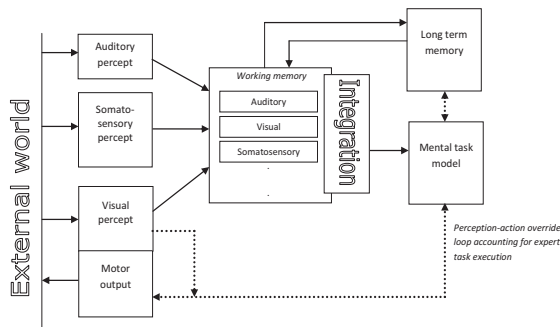 External world
Auditory
percept
Somato-
sensory
percept
Visual
percept
Motor
output
Working memory
Auditory
Visual
Somatosensory
.
.
Integration
Long term
memory
Mental task
model
Perception-action override
loop accounting for expert
task execution